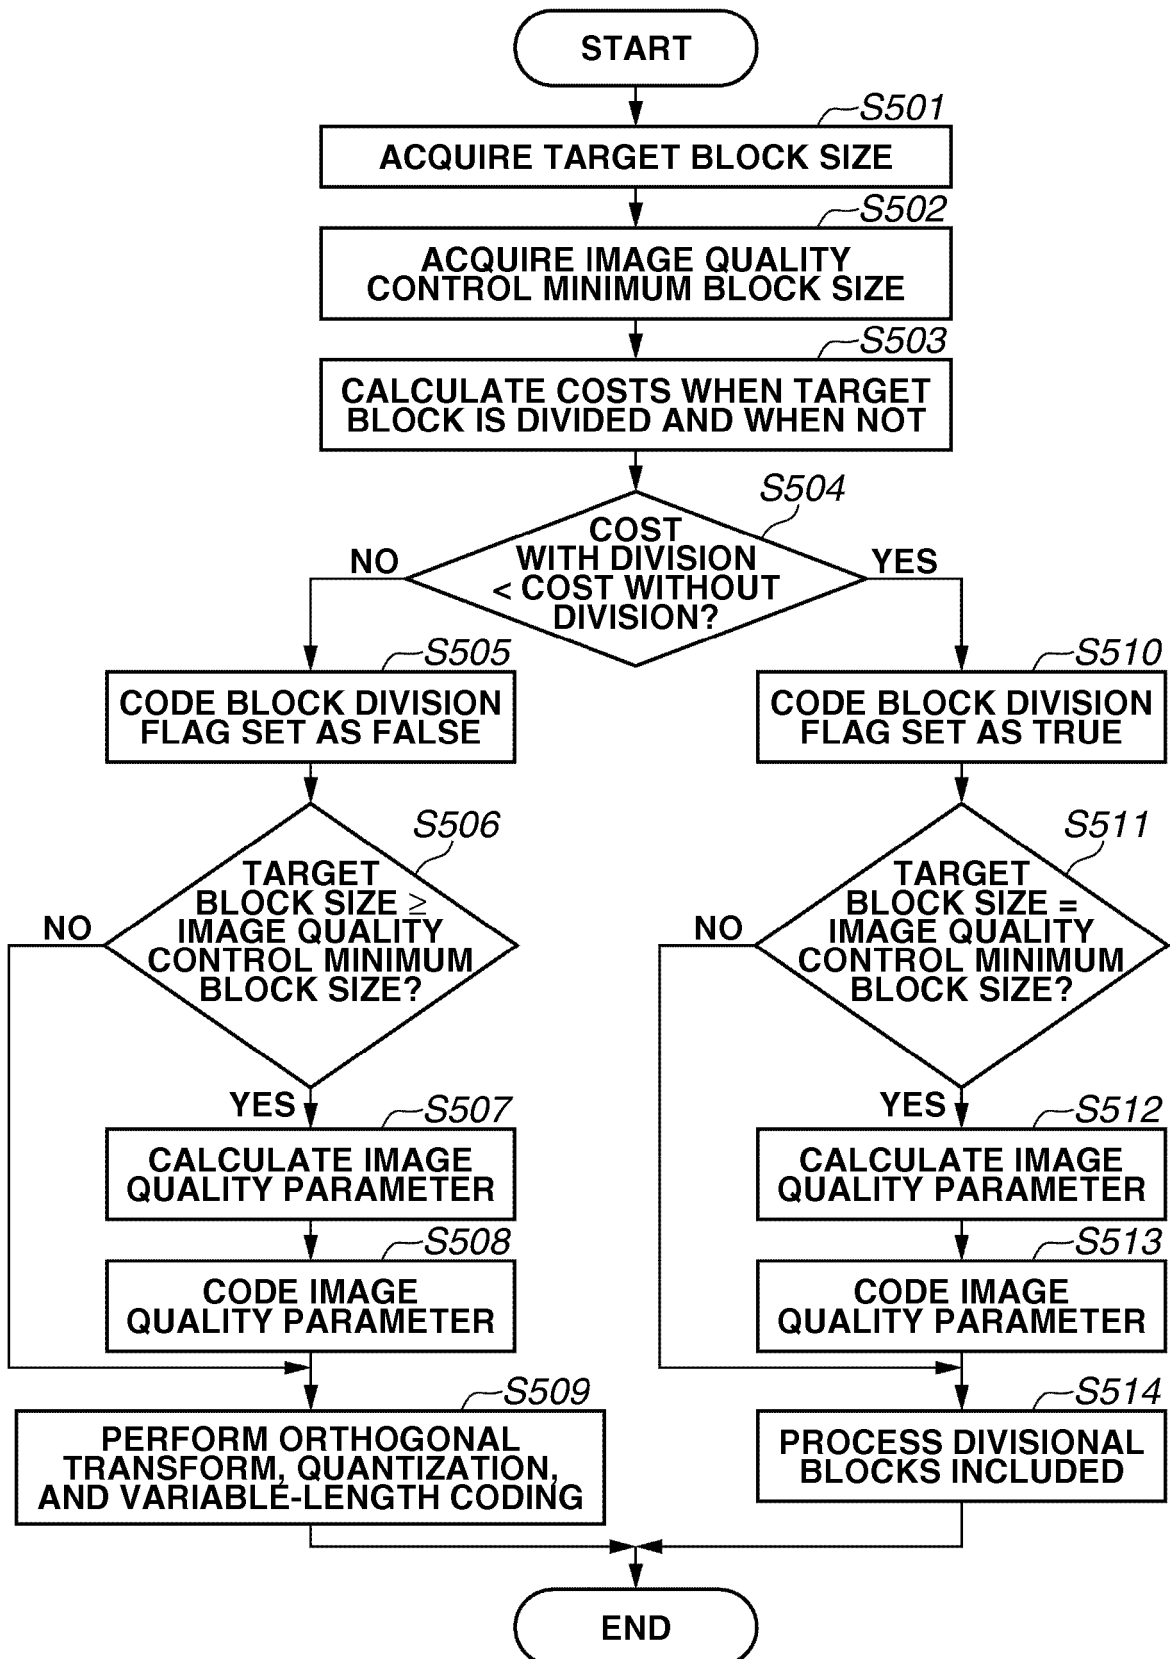 START
S501
ACQUIRE TARGET BLOCK SIZE
S502
ACQUIRE IMAGE QUALITY
CONTROL MINIMUM BLOCK SIZE
S503
CALCULATE COSTS WHEN TARGET
BLOCK IS DIVIDED AND WHEN NOT
S504
COST
WITH DIVISION
< COST WITHOUT
DIVISION?
NO
YES
S505
CODE BLOCK DIVISION
FLAG SET AS FALSE
S506
TARGET
BLOCK SIZE ≥
IMAGE QUALITY
CONTROL MINIMUM
BLOCK SIZE?
NO
YES
S507
CALCULATE IMAGE
QUALITY PARAMETER
S508
CODE IMAGE
QUALITY PARAMETER
S509
PERFORM ORTHOGONAL
TRANSFORM, QUANTIZATION,
AND VARIABLE-LENGTH CODING
S510
CODE BLOCK DIVISION
FLAG SET AS TRUE
S511
TARGET
BLOCK SIZE =
IMAGE QUALITY
CONTROL MINIMUM
BLOCK SIZE?
NO
YES
S512
CALCULATE IMAGE
QUALITY PARAMETER
S513
CODE IMAGE
QUALITY PARAMETER
S514
PROCESS DIVISIONAL
BLOCKS INCLUDED
END